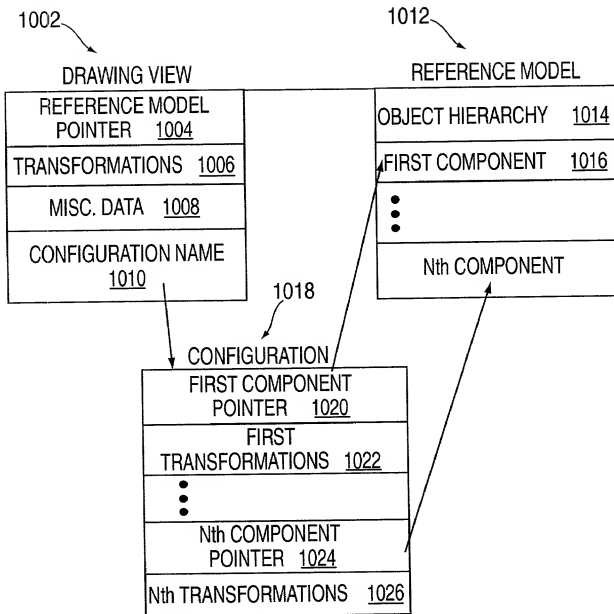 1002
DRAWING VIEW
REFERENCE MODEL
POINTER 1004
TRANSFORMATIONS 1006
MISC. DATA 1008
CONFIGURATION NAME
1010
1012
REFERENCE MODEL
OBJECT HIERARCHY 1014
FIRST COMPONENT 1016
Nth COMPONENT
1018
CONFIGURATION
FIRST COMPONENT
POINTER 1020
FIRST
TRANSFORMATIONS 1022
Nth COMPONENT
POINTER 1024
Nth TRANSFORMATIONS 1026